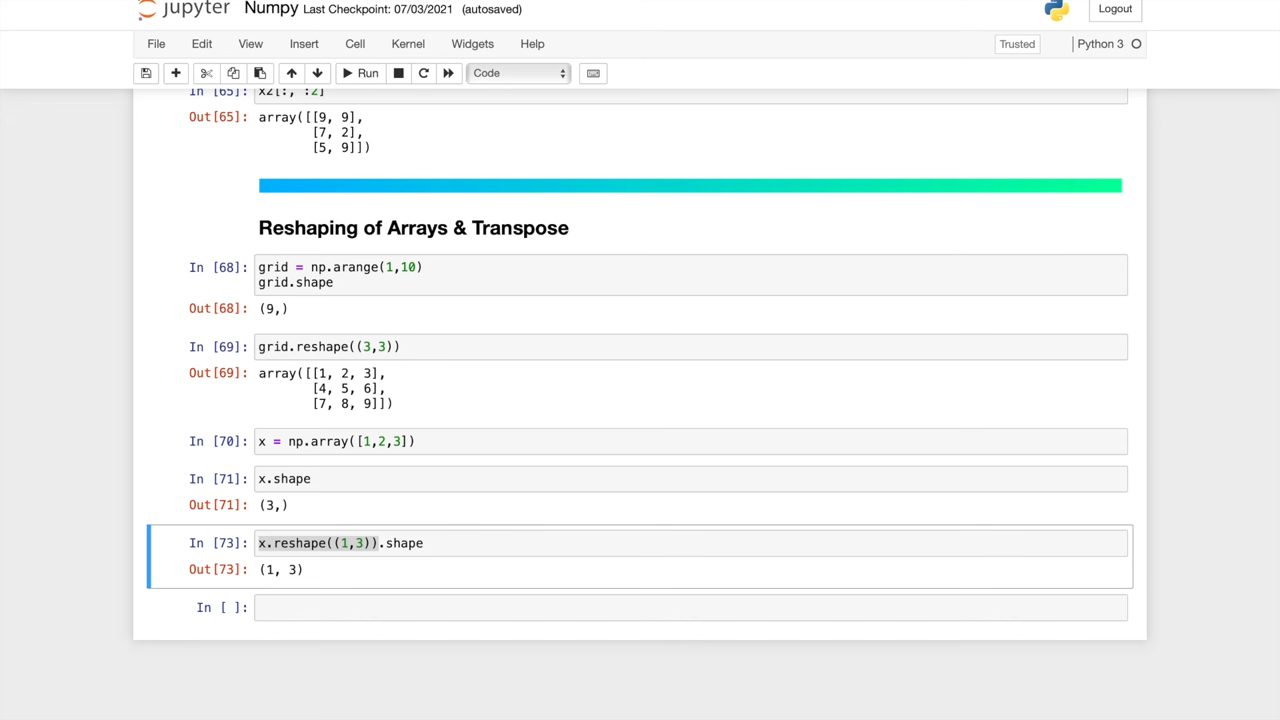 jupyter Numpy Last Checkpoint: 07/03/2021 (autosaved) Logout
File Edit View Insert Cell Kernel Widgets Help Trusted Python 3
Run Code
In [65]: x2[:, :2]
Out[65]: array([[9, 9],
[7, 2],
[5, 9]])
Reshaping of Arrays & Transpose
In [68]: grid = np.arange(1,10)
grid.shape
Out[68]: (9,)
In [69]: grid.reshape((3,3))
Out[69]: array([[1, 2, 3],
[4, 5, 6],
[7, 8, 9]])
In [70]: x = np.array([1,2,3])
In [71]: x.shape
Out[71]: (3,)
In [73]: x.reshape((1,3)).shape
Out[73]: (1, 3)
In [ ]: